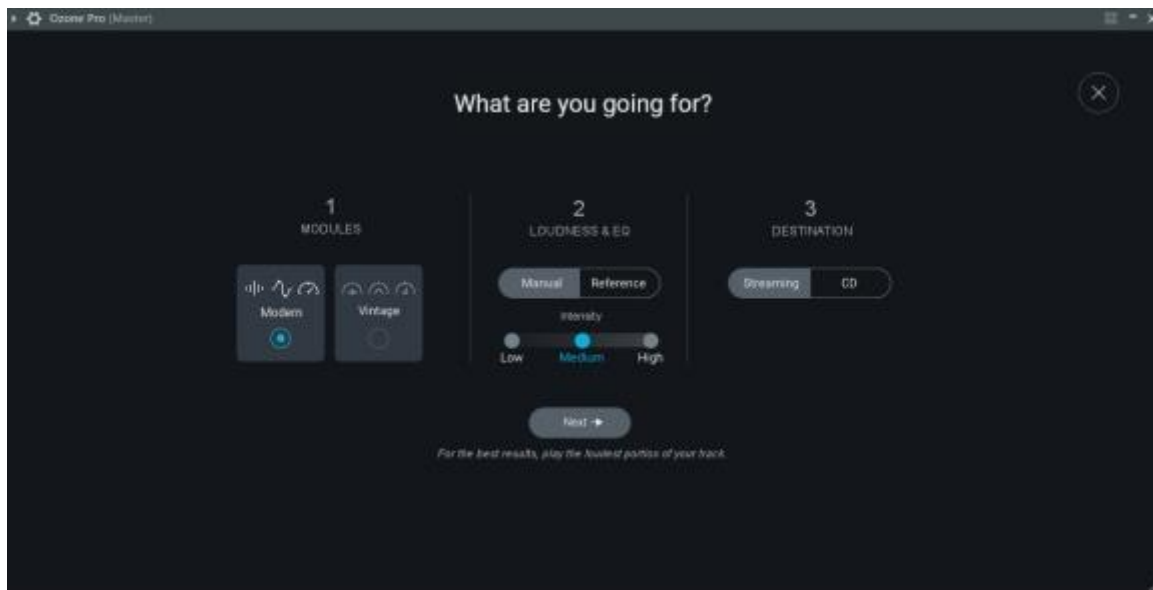 Ozone Pro (Master)
What are you going for?
1
MODULES
Modern
Vintage
2
LOUDNESS & EQ
Manual
Reference
Intensity
Low
Medium
High
3
DESTINATION
Streaming
CD
Next
For the best results, play the loudest portion of your track.